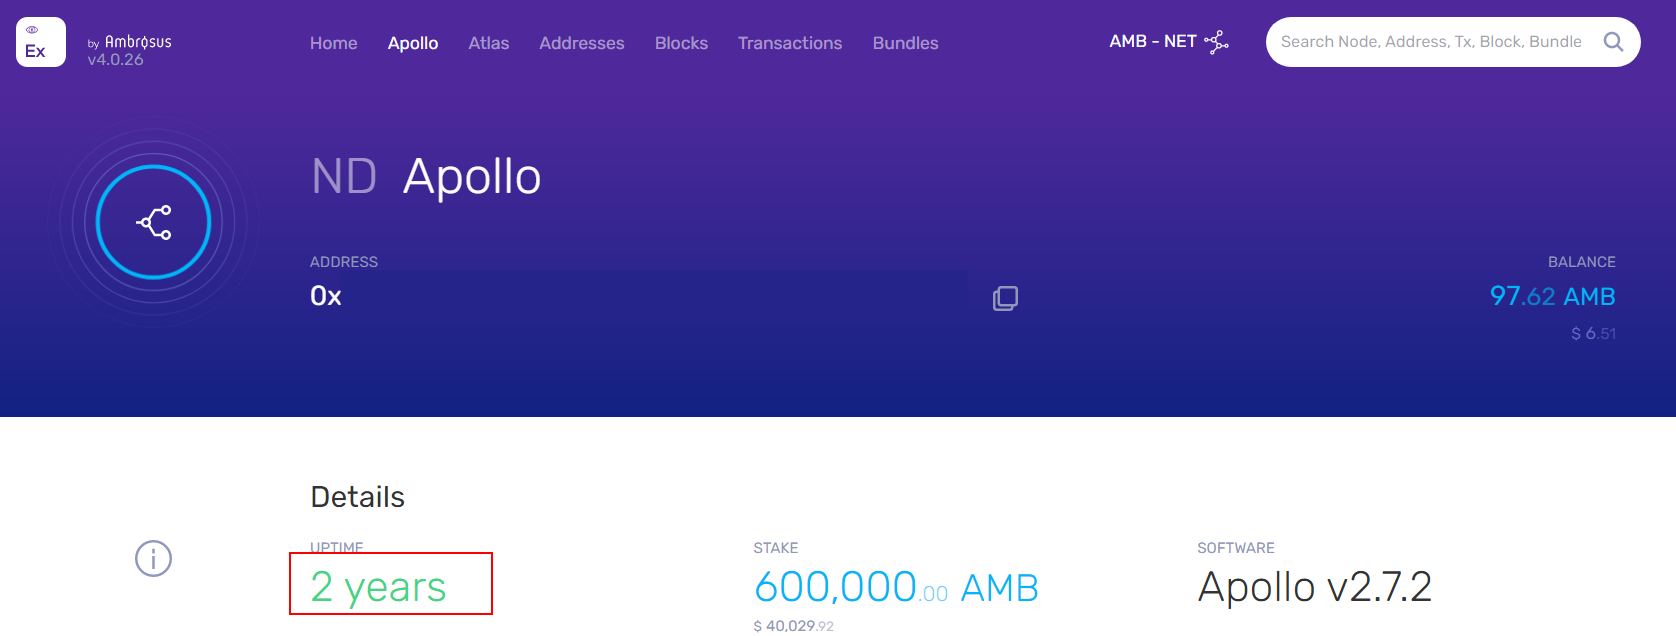 Ex
by Ambrosus
v4.0.26
Home Apollo Atlas Addresses Blocks Transactions Bundles
AMB - NET
Search Node, Address, Tx, Block, Bundle
ND Apollo
ADDRESS
0x
BALANCE
97.62 AMB
$ 6.51
Details
UPTIME
2 years
STAKE
600,000.00 AMB
$ 40,029.92
SOFTWARE
Apollo v2.7.2